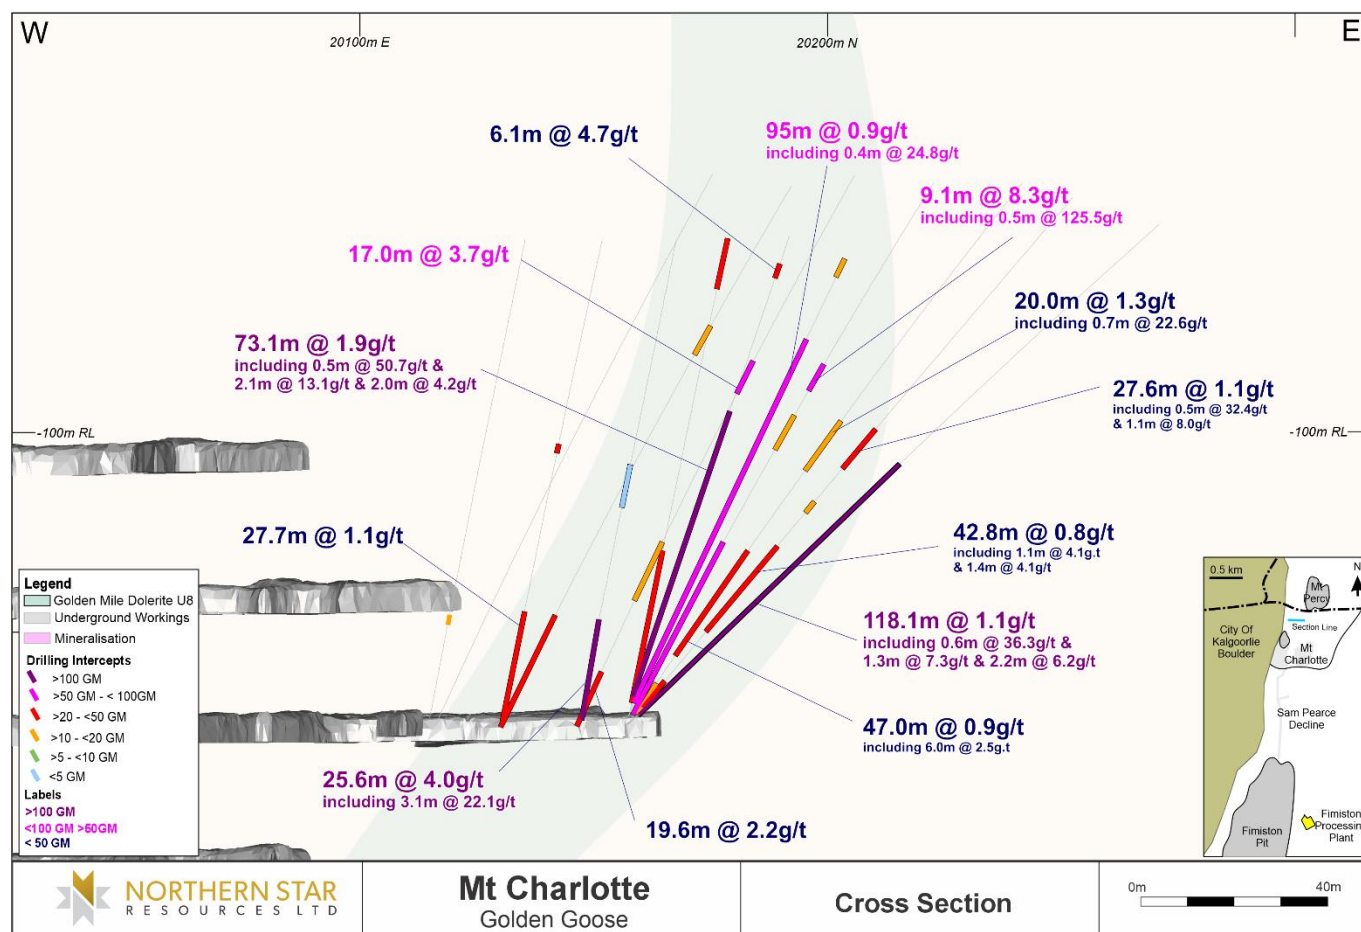 W
20100m E
20200m N
E
6.1m @ 4.7g/t
95m @ 0.9g/t
including 0.4m @ 24.8g/t
9.1m @ 8.3g/t
including 0.5m @ 125.5g/t
17.0m @ 3.7g/t
20.0m @ 1.3g/t
including 0.7m @ 22.6g/t
73.1m @ 1.9g/t
including 0.5m @ 50.7g/t &
2.1m @ 13.1g/t & 2.0m @ 4.2g/t
27.6m @ 1.1g/t
including 0.5m @ 32.4g/t
& 1.1m @ 8.0g/t
-100m RL
-100m RL
27.7m @ 1.1g/t
42.8m @ 0.8g/t
including 1.1m @ 4.1g.t
& 1.4m @ 4.1g/t
118.1m @ 1.1g/t
including 0.6m @ 36.3g/t &
1.3m @ 7.3g/t & 2.2m @ 6.2g/t
47.0m @ 0.9g/t
including 6.0m @ 2.5g.t
25.6m @ 4.0g/t
including 3.1m @ 22.1g/t
19.6m @ 2.2g/t
Legend
Golden Mile Dolerite U8
Underground Workings
Mineralisation
Drilling Intercepts
>100 GM
>50 GM - < 100GM
>20 - <50 GM
>10 - <20 GM
>5 - <10 GM
<5 GM
Labels
>100 GM
<100 GM >50GM
< 50 GM
0.5 km
N
Mt
Percy
Section Line
City Of
Kalgoorlie
Boulder
Mt
Charlotte
Sam Pearce
Decline
Fimiston
Pit
Fimiston
Processing
Plant
NORTHERN STAR
RESOURCES LTD
Mt Charlotte
Golden Goose
Cross Section
0m
40m